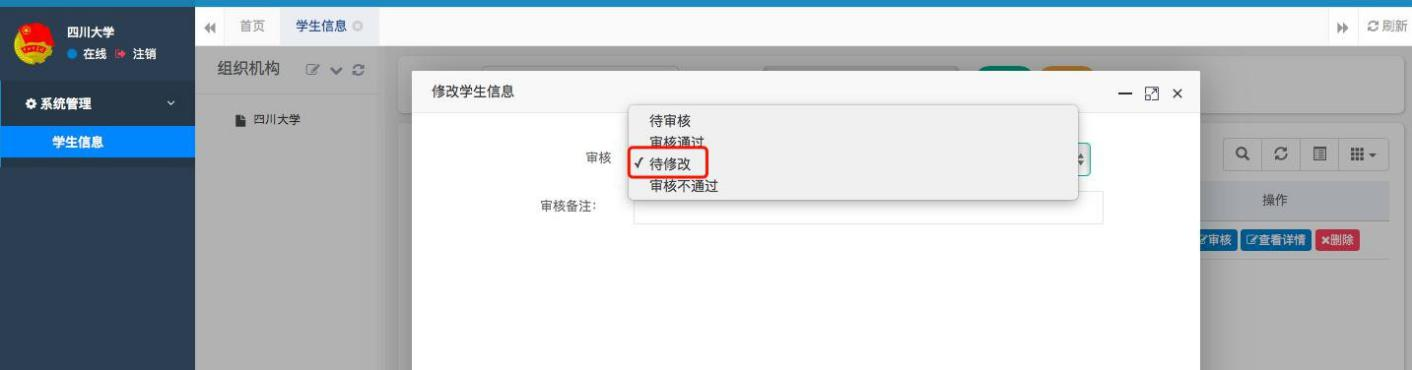 四川大学
在线 注销
系统管理
学生信息
首页 学生信息
刷新
组织机构
四川大学
修改学生信息
待审核
审核通过
审核
✓ 待修改
审核不通过
审核备注：
操作
审核 查看详情 删除